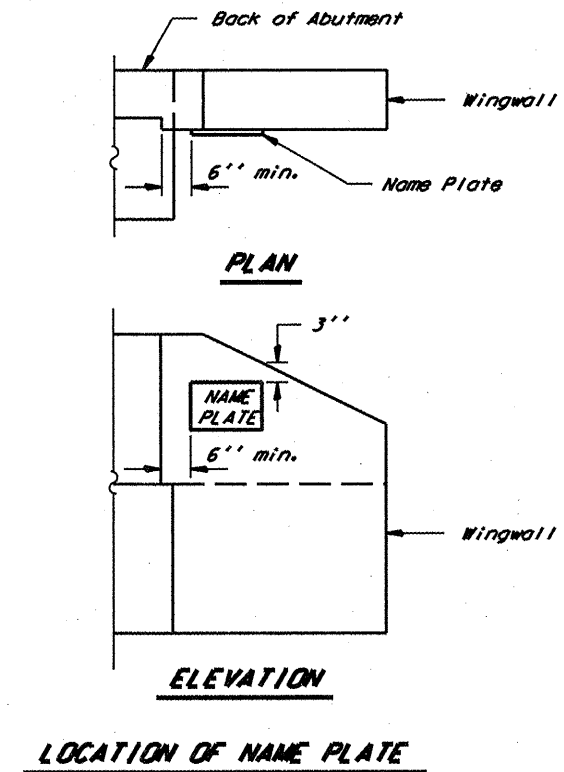 Back of Abutment
Wingwall
6'' min.
Name Plate
PLAN
3''
NAME
PLATE
6'' min.
Wingwall
ELEVATION
LOCATION OF NAME PLATE